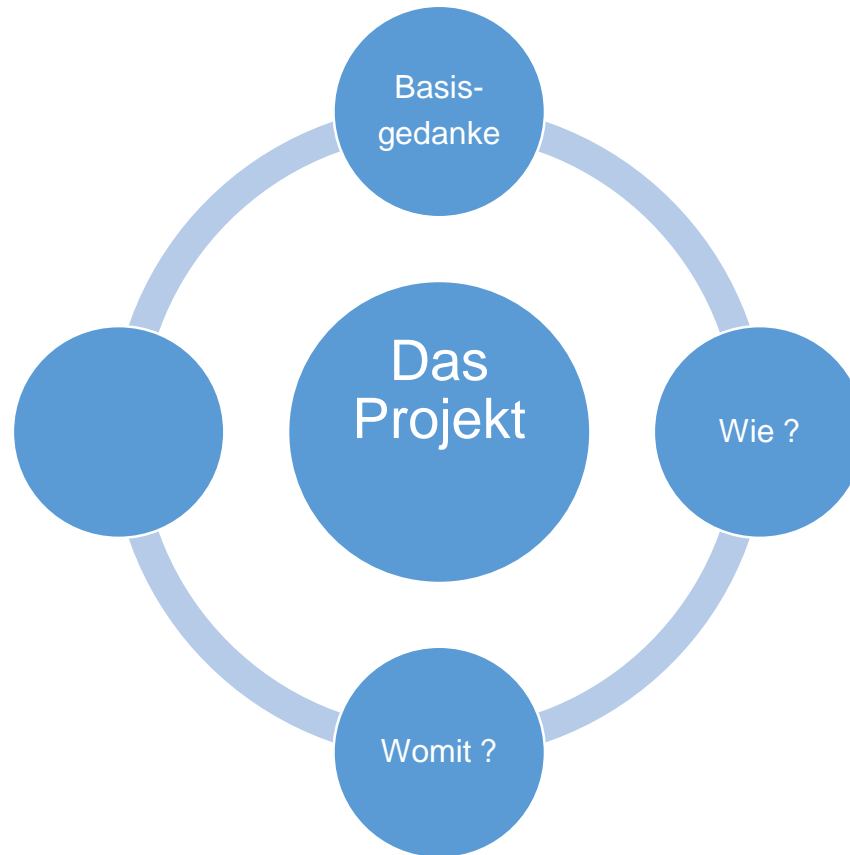 Basis-
gedanke
Das
Projekt
Wie ?
Womit ?